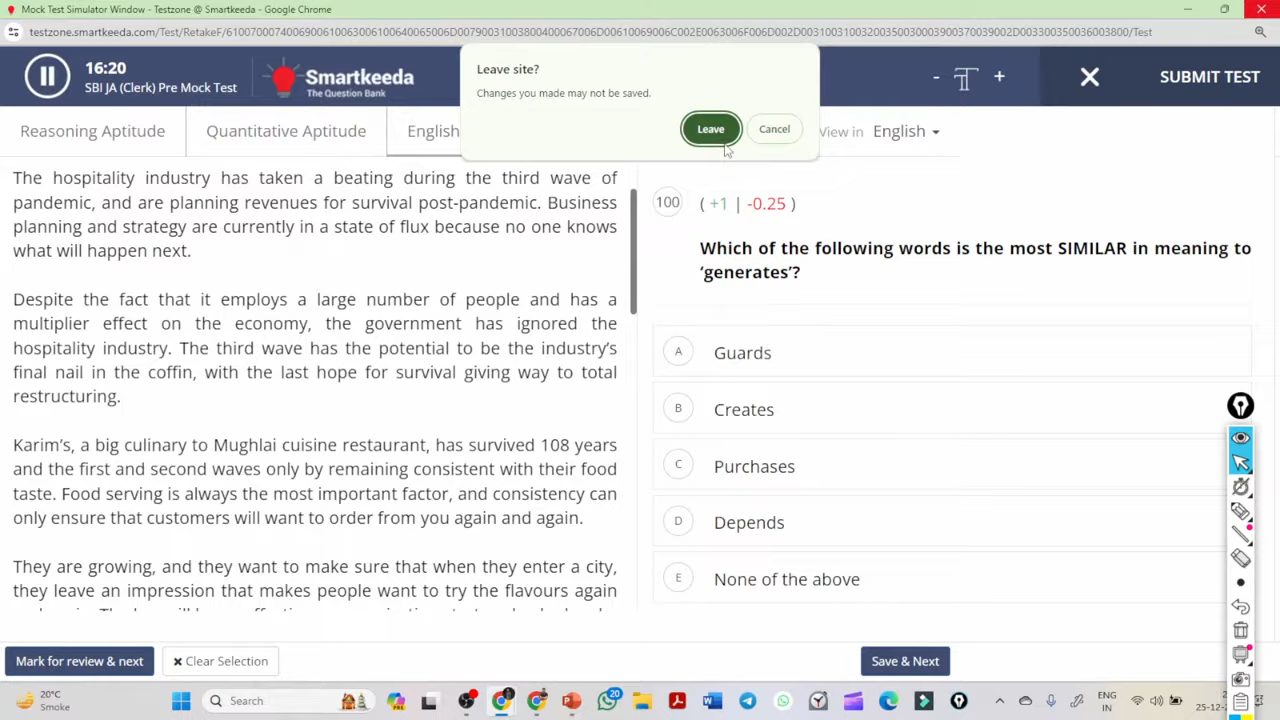 Mock Test Simulator Window - Testzone @ Smartkeeda - Google Chrome
16:20
SBI JA (Clerk) Pre Mock Test
Smartkeeda
The Question Bank
Leave site?
Changes you made may not be saved.
Leave
Cancel
- T +
SUBMIT TEST
Reasoning Aptitude
Quantitative Aptitude
English
View in English
The hospitality industry has taken a beating during the third wave of
pandemic, and are planning revenues for survival post-pandemic. Business
planning and strategy are currently in a state of flux because no one knows
what will happen next.
Despite the fact that it employs a large number of people and has a
multiplier effect on the economy, the government has ignored the
hospitality industry. The third wave has the potential to be the industry's
final nail in the coffin, with the last hope for survival giving way to total
restructuring.
Karim's, a big culinary to Mughlai cuisine restaurant, has survived 108 years
and the first and second waves only by remaining consistent with their food
taste. Food serving is always the most important factor, and consistency can
only ensure that customers will want to order from you again and again.
They are growing, and they want to make sure that when they enter a city,
they leave an impression that makes people want to try the flavours again
100 ( +1 | -0.25 )
Which of the following words is the most SIMILAR in meaning to
‘generates’?
A Guards
B Creates
C Purchases
D Depends
E None of the above
Mark for review & next
Clear Selection
Save & Next
20°C
Smoke
Search
20
ENG
IN